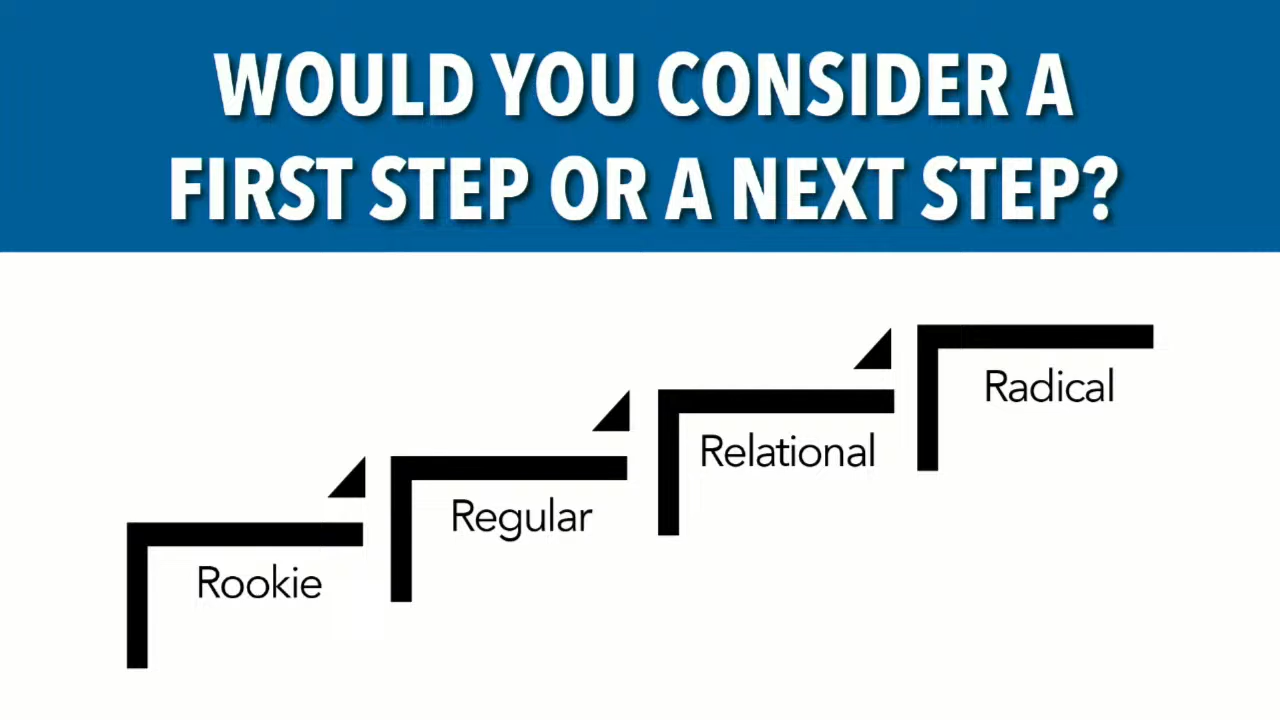 WOULD YOU CONSIDER A
FIRST STEP OR A NEXT STEP?
Rookie
Regular
Relational
Radical